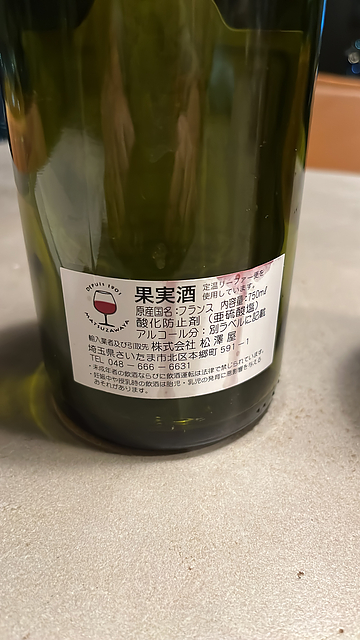 DEPUIS 1901
MATSUZAWAYA
果実酒
定温リーファー便を
使用しています。
原産国名：フランス 内容量：750ml
酸化防止剤（亜硫酸塩）
アルコール分：別ラベルに記載
輸入業者及び引取先 株式会社 松澤屋
埼玉県さいたま市北区本郷町591-1
TEL 048-666-6631
・未成年者の飲酒ならびに飲酒運転は法律で禁じられています。
・妊娠中や授乳時の飲酒は胎児・乳児の発育に悪影響を与える
おそれがあります。